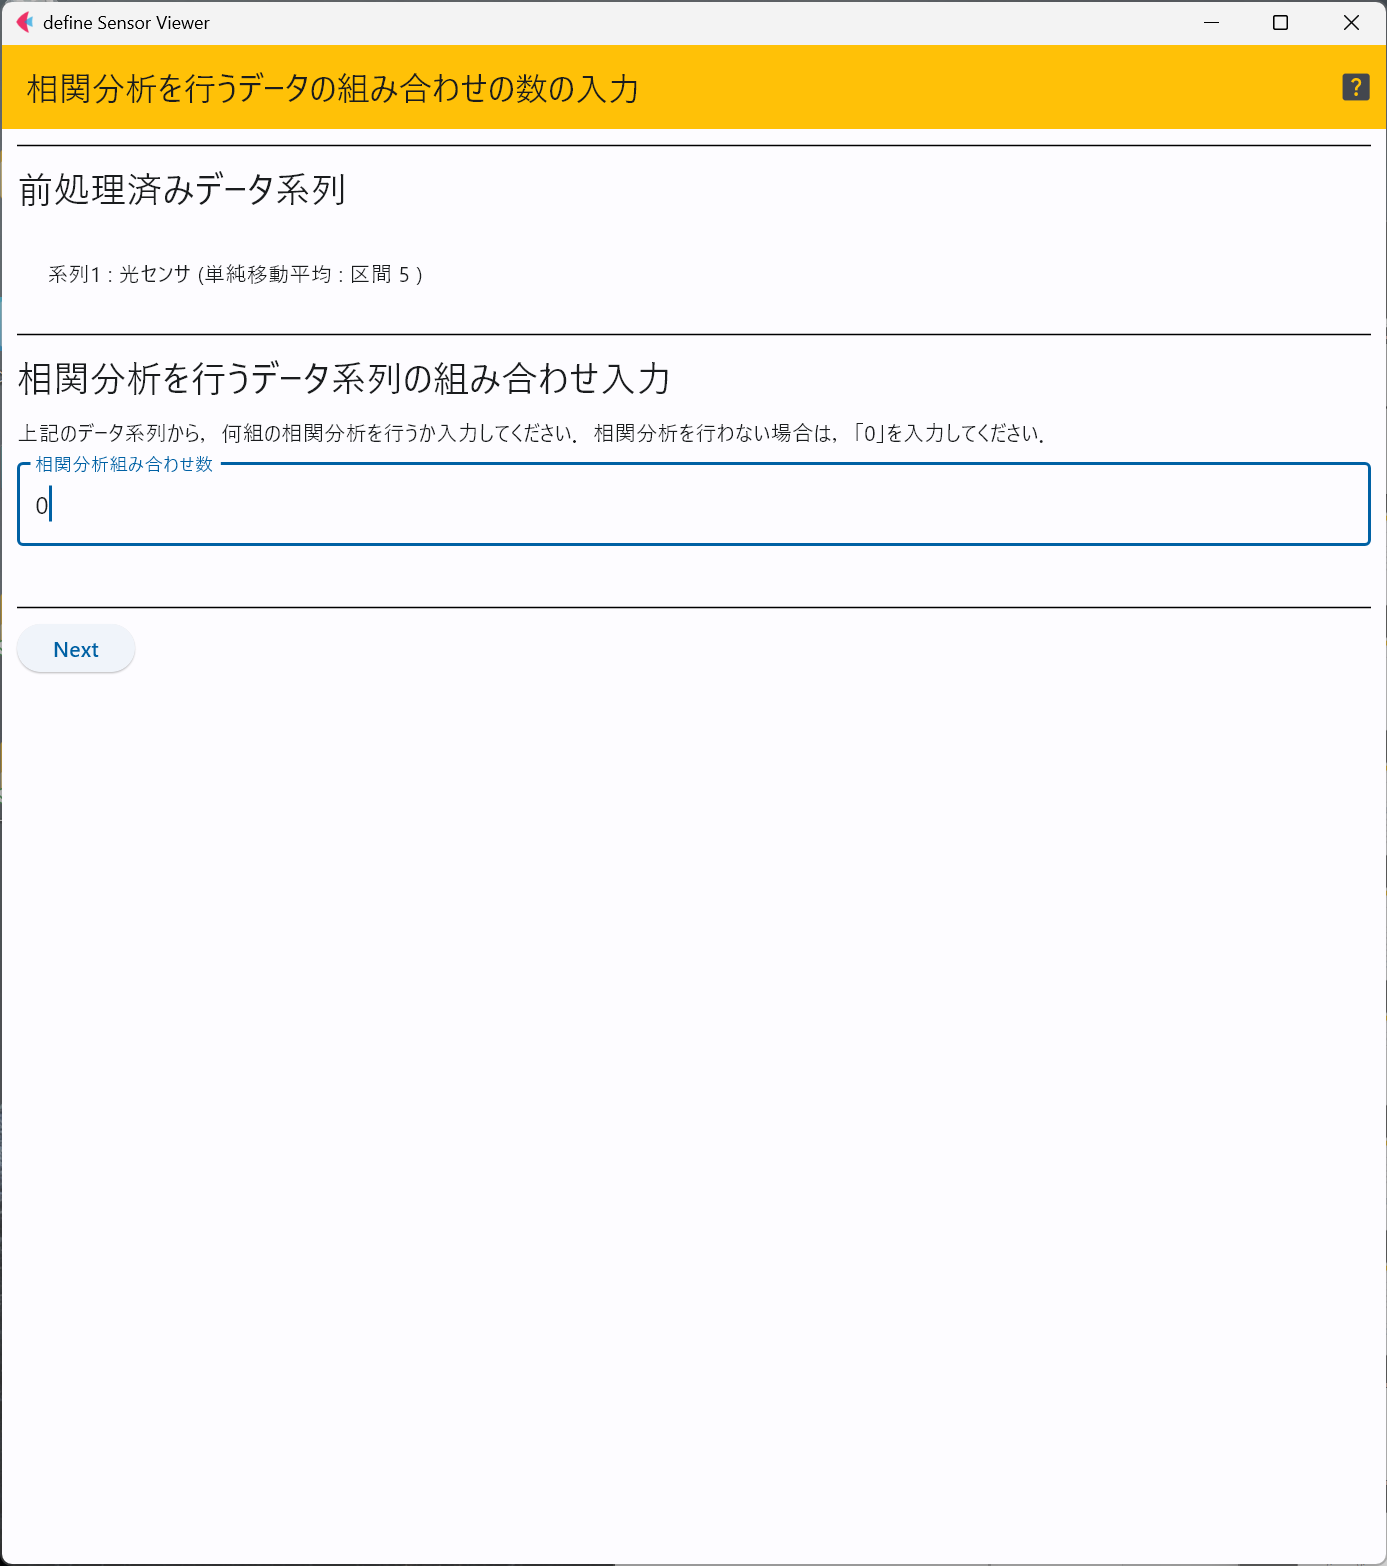 define Sensor Viewer
相関分析を行うデータの組み合わせの数の入力
?
前処理済みデータ系列
系列1 : 光センサ (単純移動平均 : 区間 5 )
相関分析を行うデータ系列の組み合わせ入力
上記のデータ系列から，何組の相関分析を行うか入力してください．相関分析を行わない場合は，「0」を入力してください．
相関分析組み合わせ数
0
Next